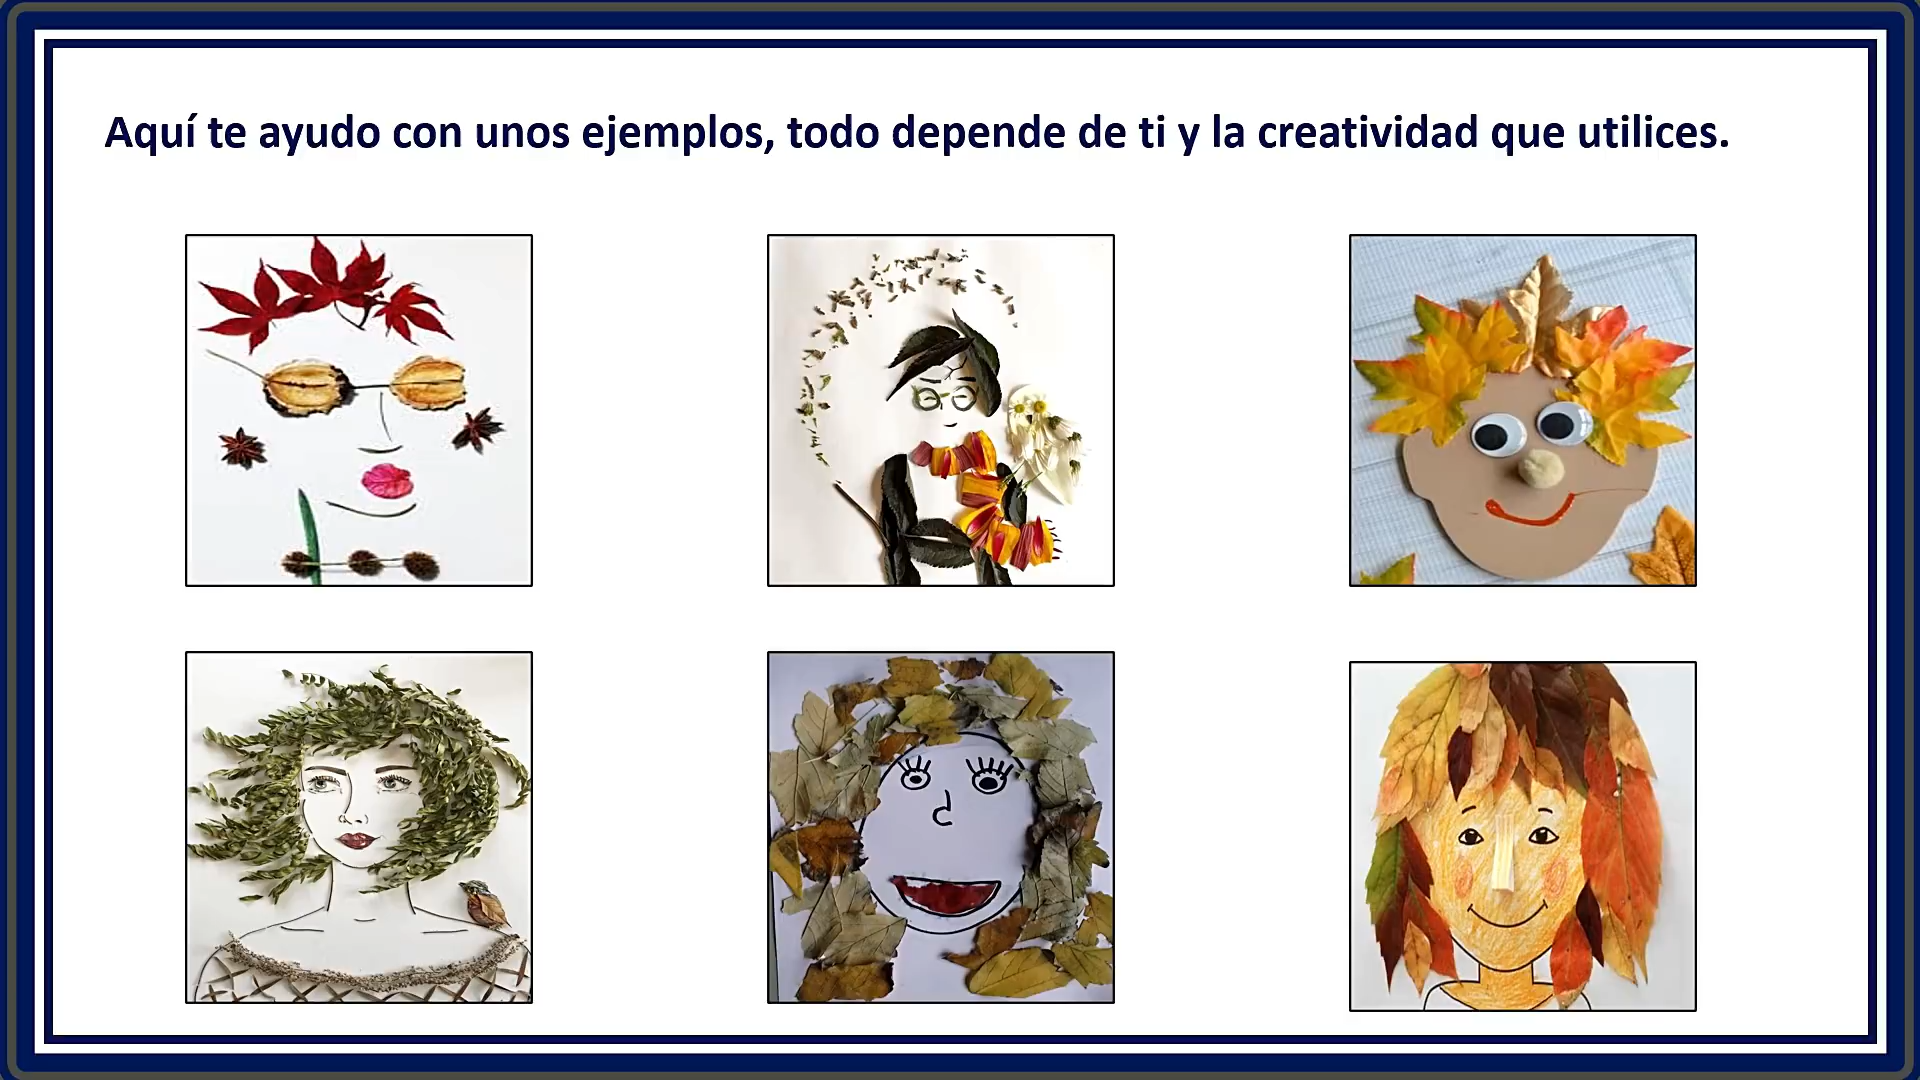 Aquí te ayudo con unos ejemplos, todo depende de ti y la creatividad que utilices.